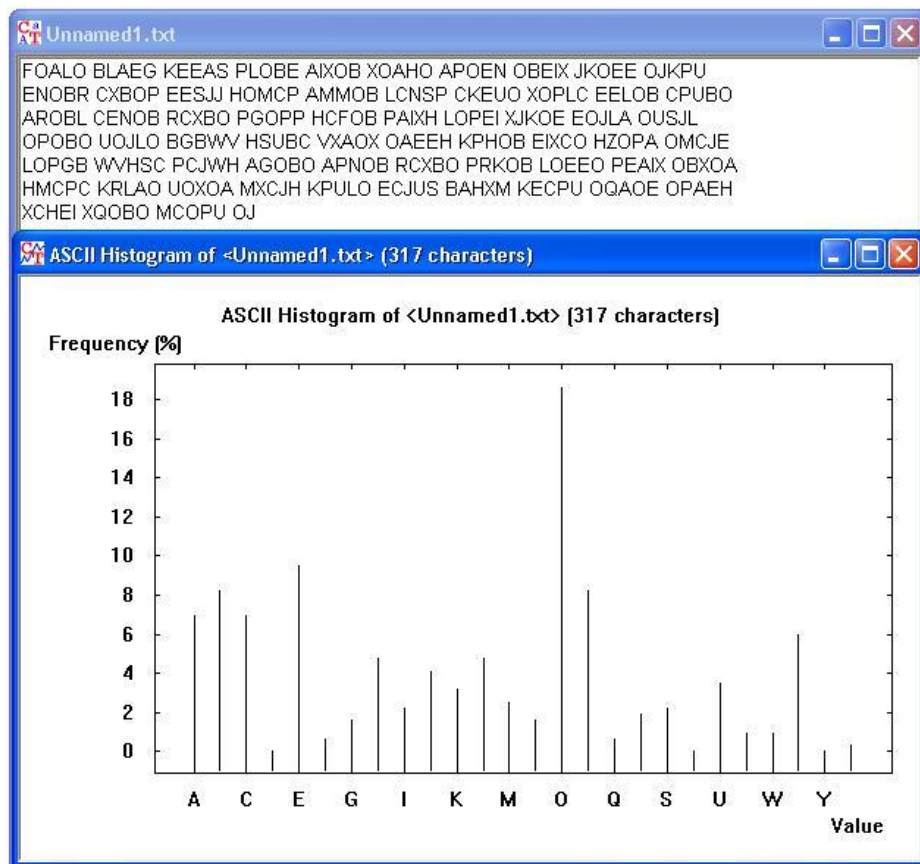 Unnamed1.txt
FOALO BLAEG KEEAS PLOBE AIXOB XOAHO APOEN OBEIX JKOEE OJKPU
ENOBR CXBOP EESJJ HOMCP AMMOB LCNSP CKEUO XOPLC EELOB CPUBO
AROBL CENOB RCXBO PGOPP HCFOB PAIXH LOPEI XJKOE EOJLA OUSJL
OPOBO UOJLO BGBWV HSUBC VXAOX OAEEH KPHOB EIXCO HZOPA OMCJE
LOPGB WVHSC PCJWH AGOBO APNOB RCXBO PRKOB LOEEO PEAIX OBXOA
HMCPC KRLAO UOXOA MXCJH KPULO ECJUS BAHXM KECPU OQAOE OPAEH
XCHEI XQOBO MCOPU OJ
ASCII Histogram of <Unnamed1.txt> (317 characters)
ASCII Histogram of <Unnamed1.txt> (317 characters)
Frequency (%)
18
16
14
12
10
8
6
4
2
0
A C E G I K M O Q S U W Y
Value